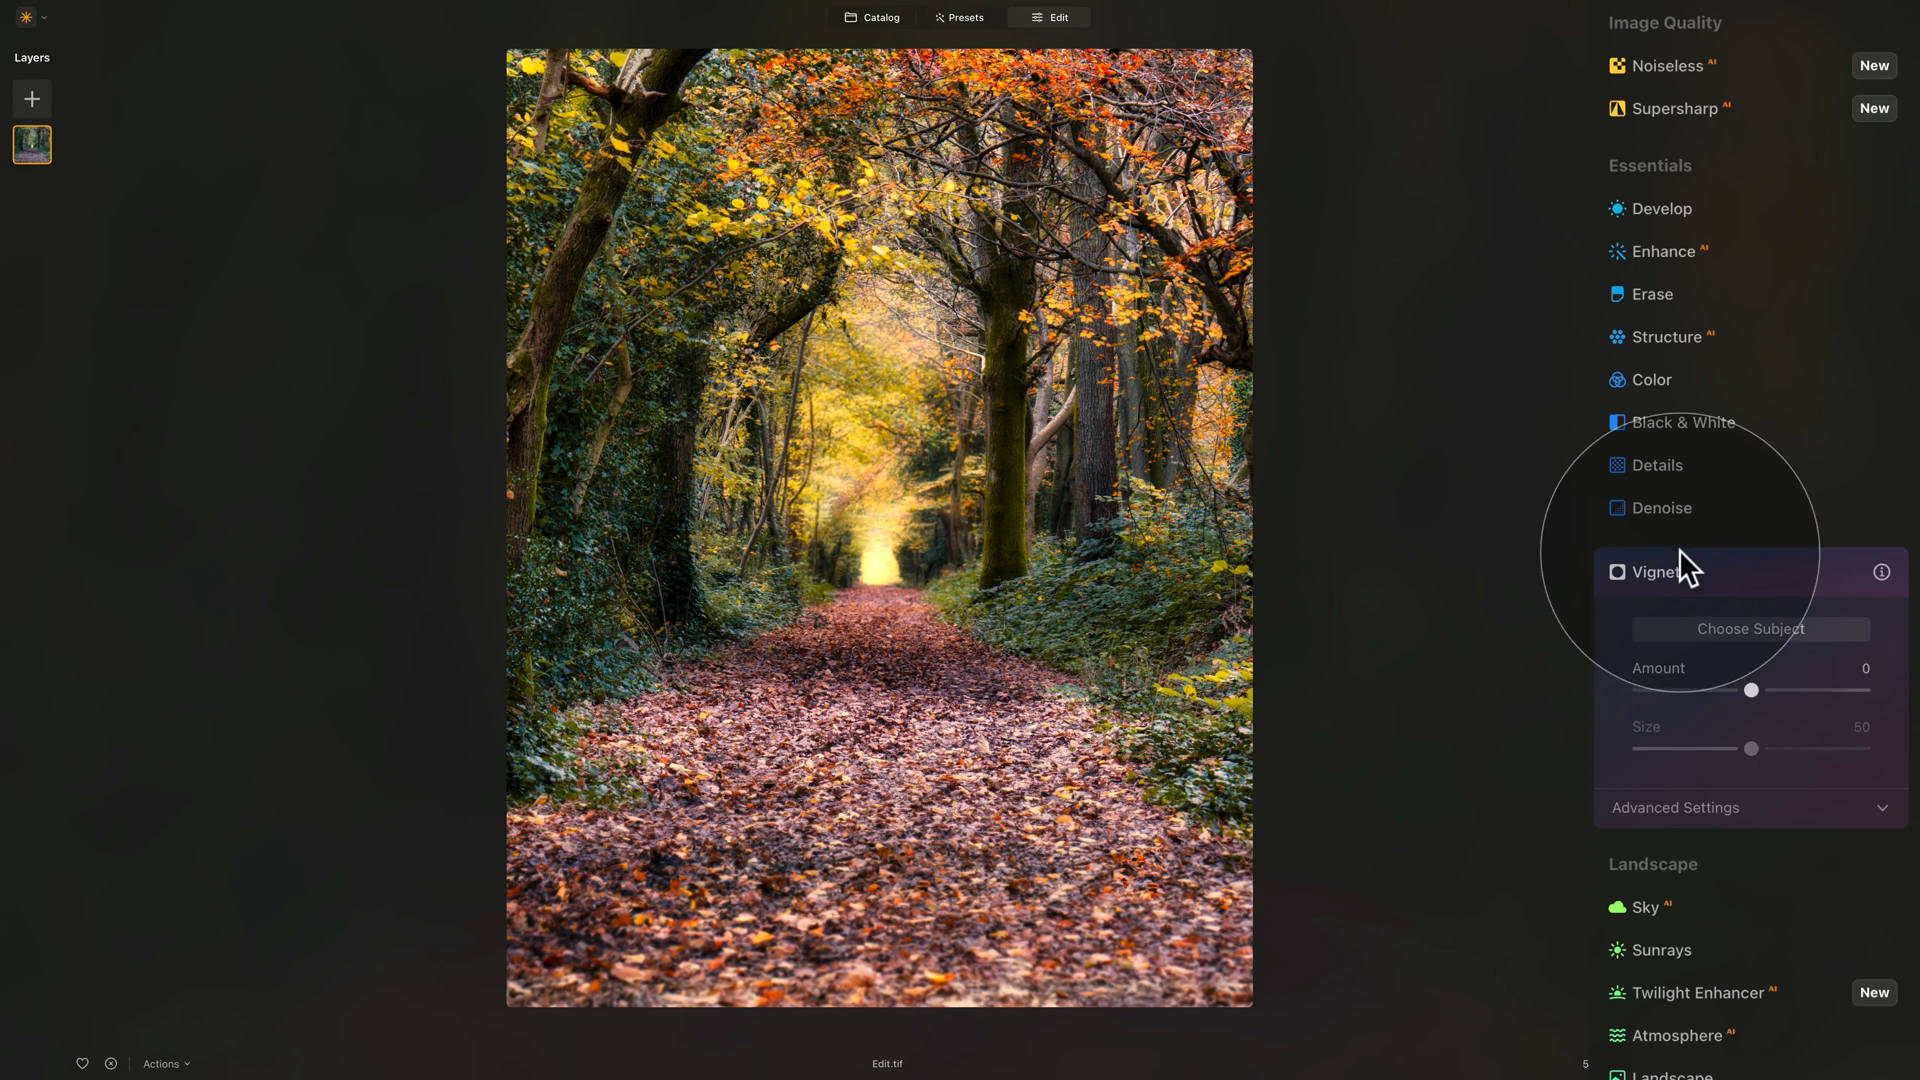 Catalog
Presets
Edit
Layers
Image Quality
Noiseless AI
New
Supersharp AI
New
Essentials
Develop
Enhance AI
Erase
Structure AI
Color
Black & White
Details
Denoise
Choose Subject
Amount 0
Size 50
Advanced Settings
Landscape
Sky AI
Sunrays
Twilight Enhancer AI
New
Atmosphere AI
Landscape
Actions
Edit.tif
5